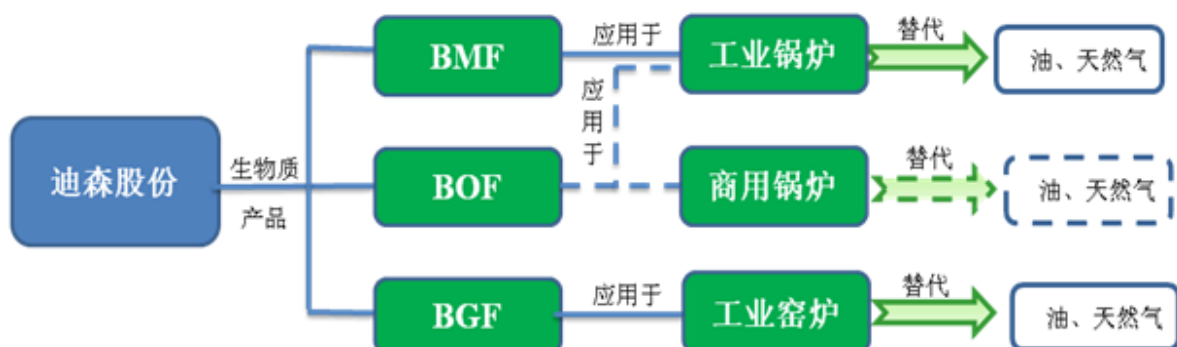 迪森股份
生物质
产品
BMF
应用于
工业锅炉
替代
油、天然气
应用于
BOF
商用锅炉
替代
油、天然气
BGF
应用于
工业窑炉
替代
油、天然气